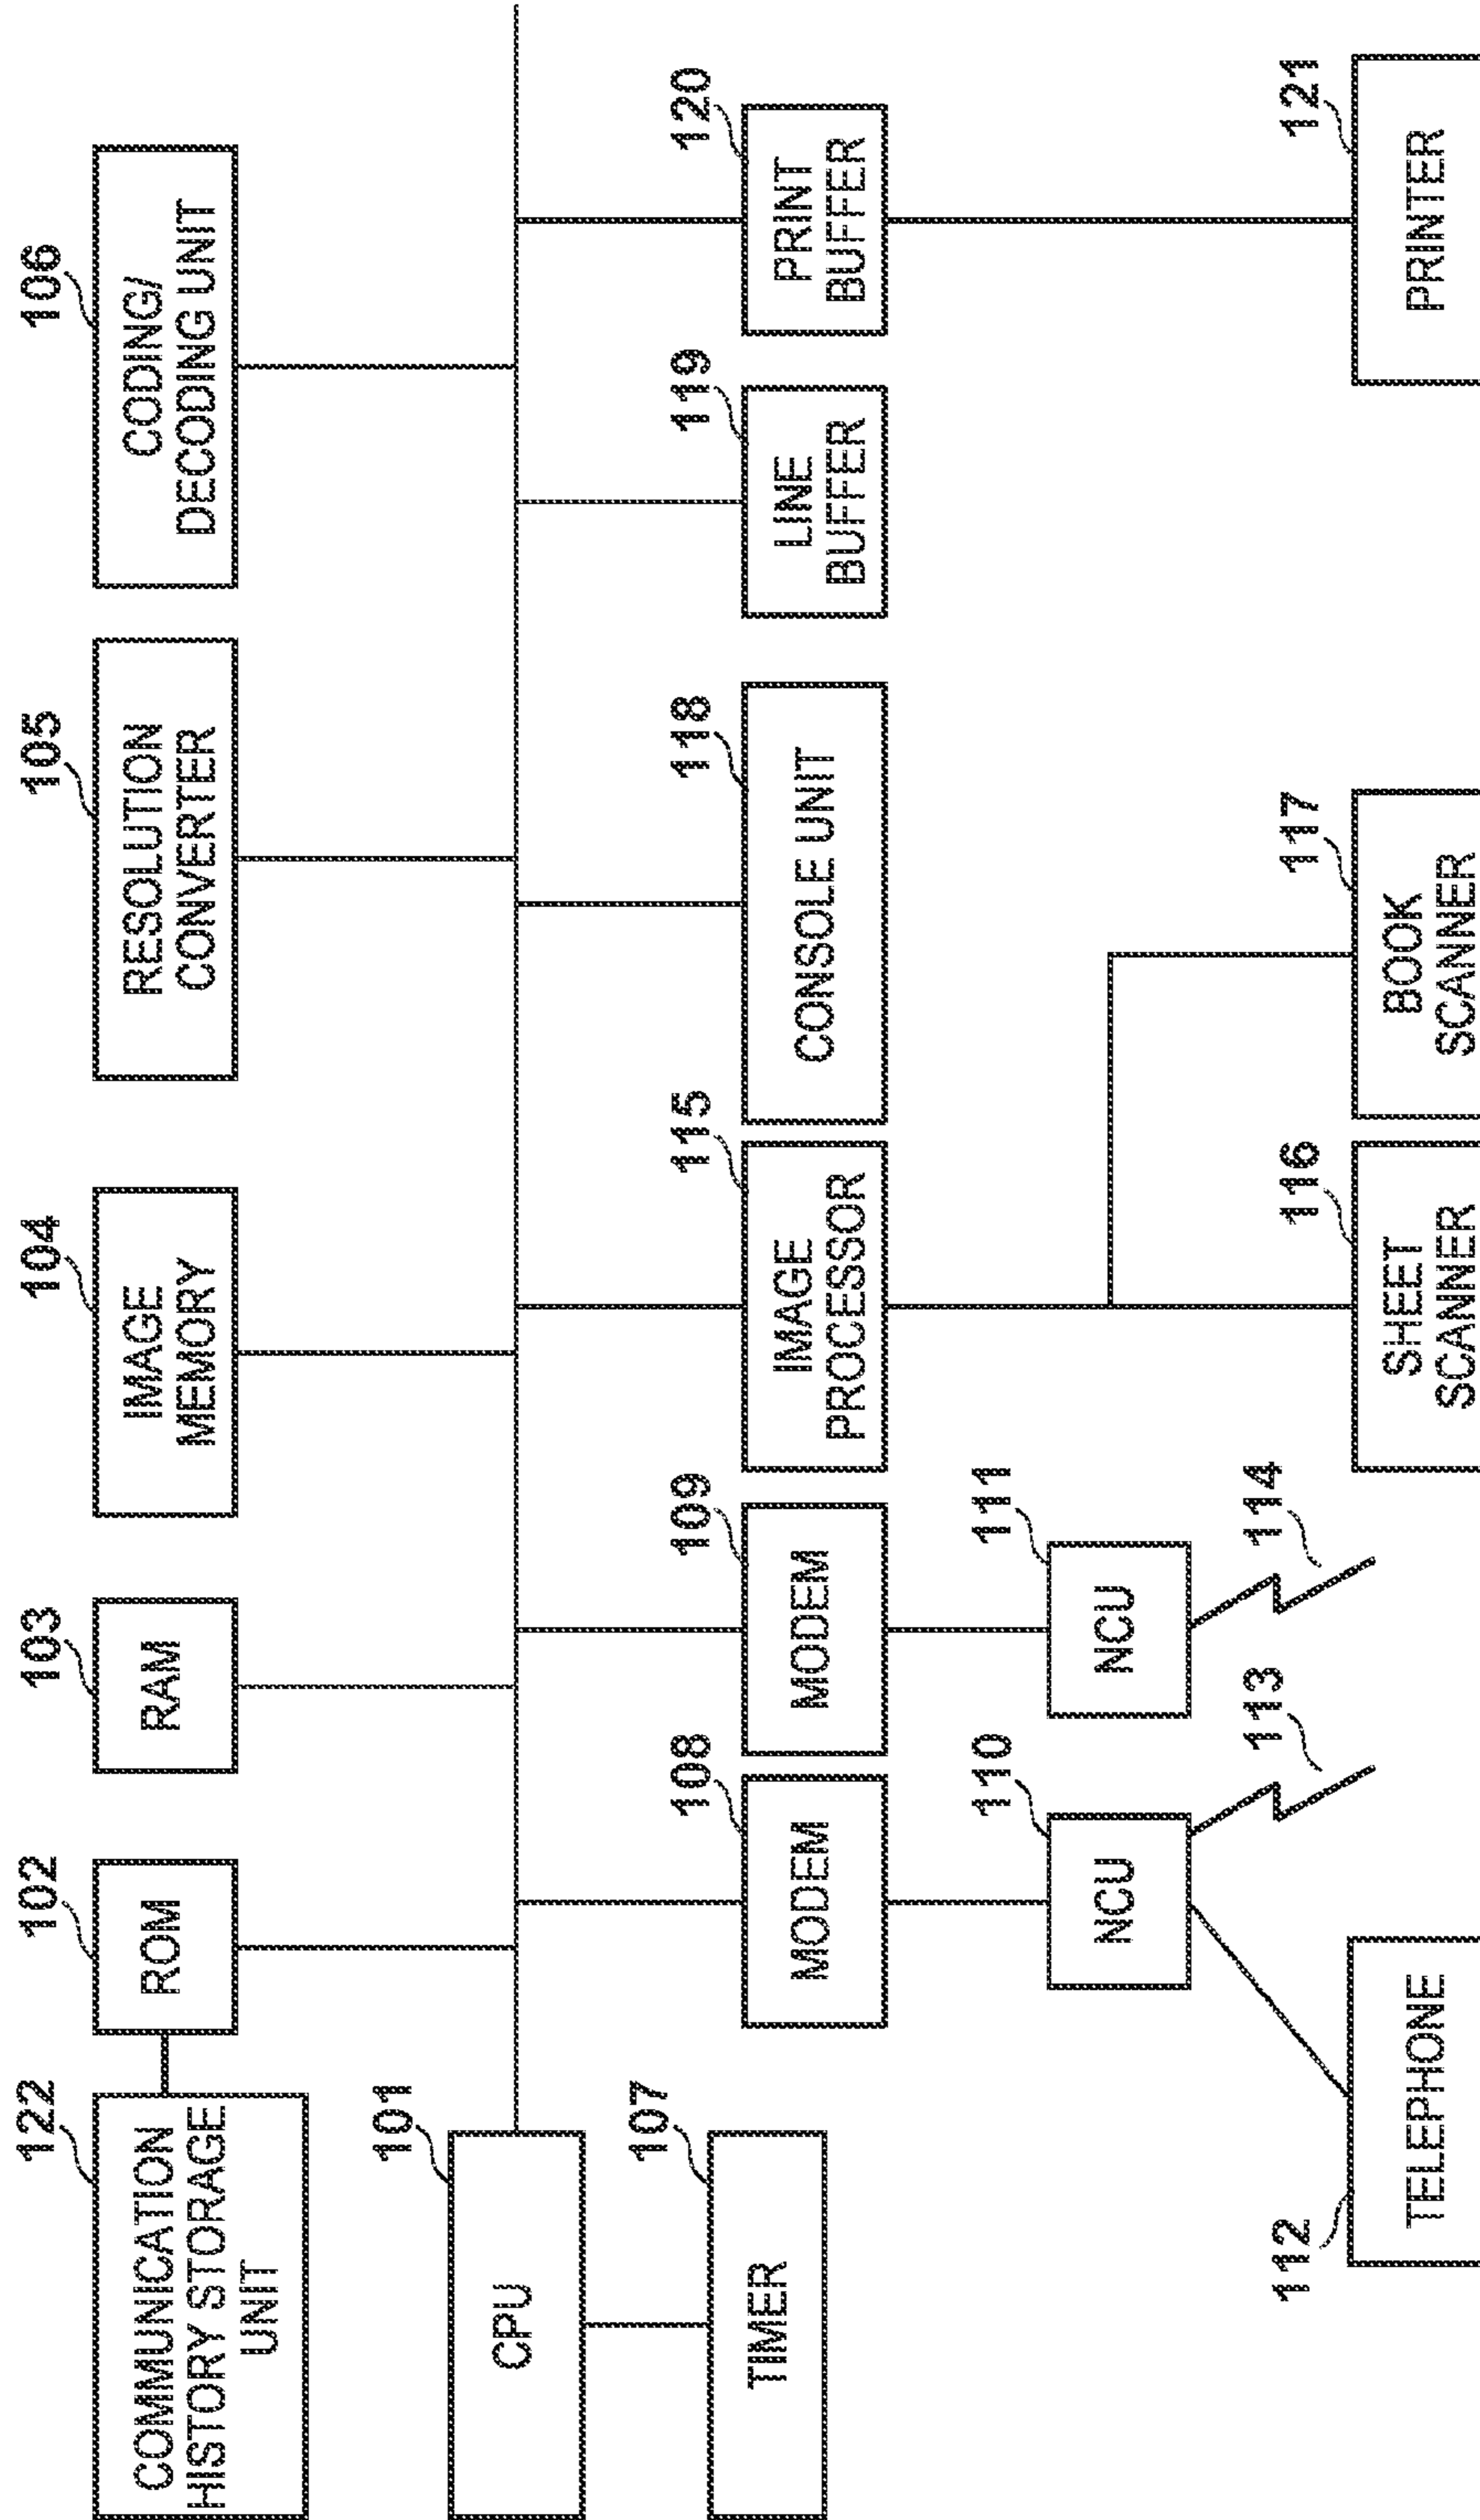 122
COMMUNICATION
HISTORY STORAGE
UNIT
102
ROM
103
RAM
104
IMAGE
MEMORY
105
RESOLUTION
CONVERTER
106
CODING/
DECODING UNIT
101
CPU
107
TIMER
108
MODEM
109
MODEM
115
IMAGE
PROCESSOR
118
CONSOLE UNIT
119
LINE
BUFFER
120
PRINT
BUFFER
110
NCU
111
NCU
112
TELEPHONE
113
114
116
SHEET
SCANNER
117
BOOK
SCANNER
121
PRINTER